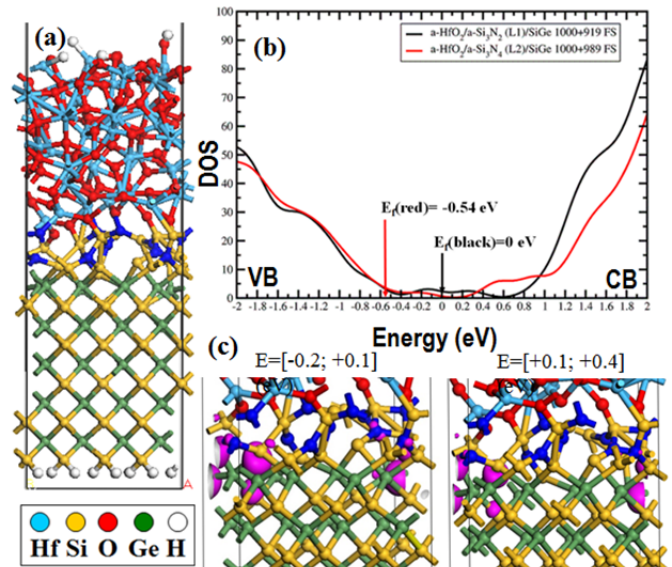 (a)
(b)
a-HfO₂/a-Si₃N₂ (L1)/SiGe 1000+919 FS
a-HfO₂/a-Si₃N₄ (L2)/SiGe 1000+989 FS
DOS
100
90
80
70
60
50
40
30
20
10
0
E_f(red)= -0.54 eV
E_f(black)=0 eV
VB
CB
-2 -1.8 -1.6 -1.4 -1.2 -1 -0.8 -0.6 -0.4 -0.2 0 0.2 0.4 0.6 0.8 1 1.2 1.4 1.6 1.8 2
Energy (eV)
(c)
E=[-0.2; +0.1]
E=[+0.1; +0.4]
A
Hf Si O Ge H